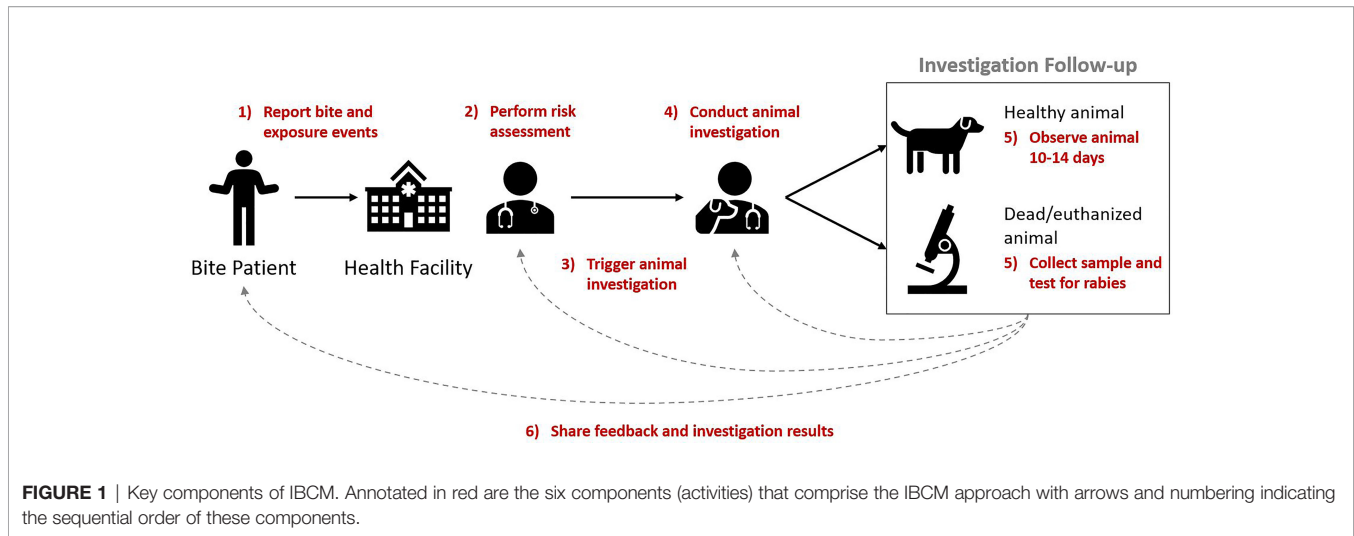 Investigation Follow-up
1) Report bite and
exposure events
2) Perform risk
assessment
4) Conduct animal
investigation
Healthy animal
5) Observe animal
10-14 days
Dead/euthanized
animal
5) Collect sample and
test for rabies
Bite Patient
Health Facility
3) Trigger animal
investigation
6) Share feedback and investigation results
FIGURE 1 | Key components of IBCM. Annotated in red are the six components (activities) that comprise the IBCM approach with arrows and numbering indicating
the sequential order of these components.